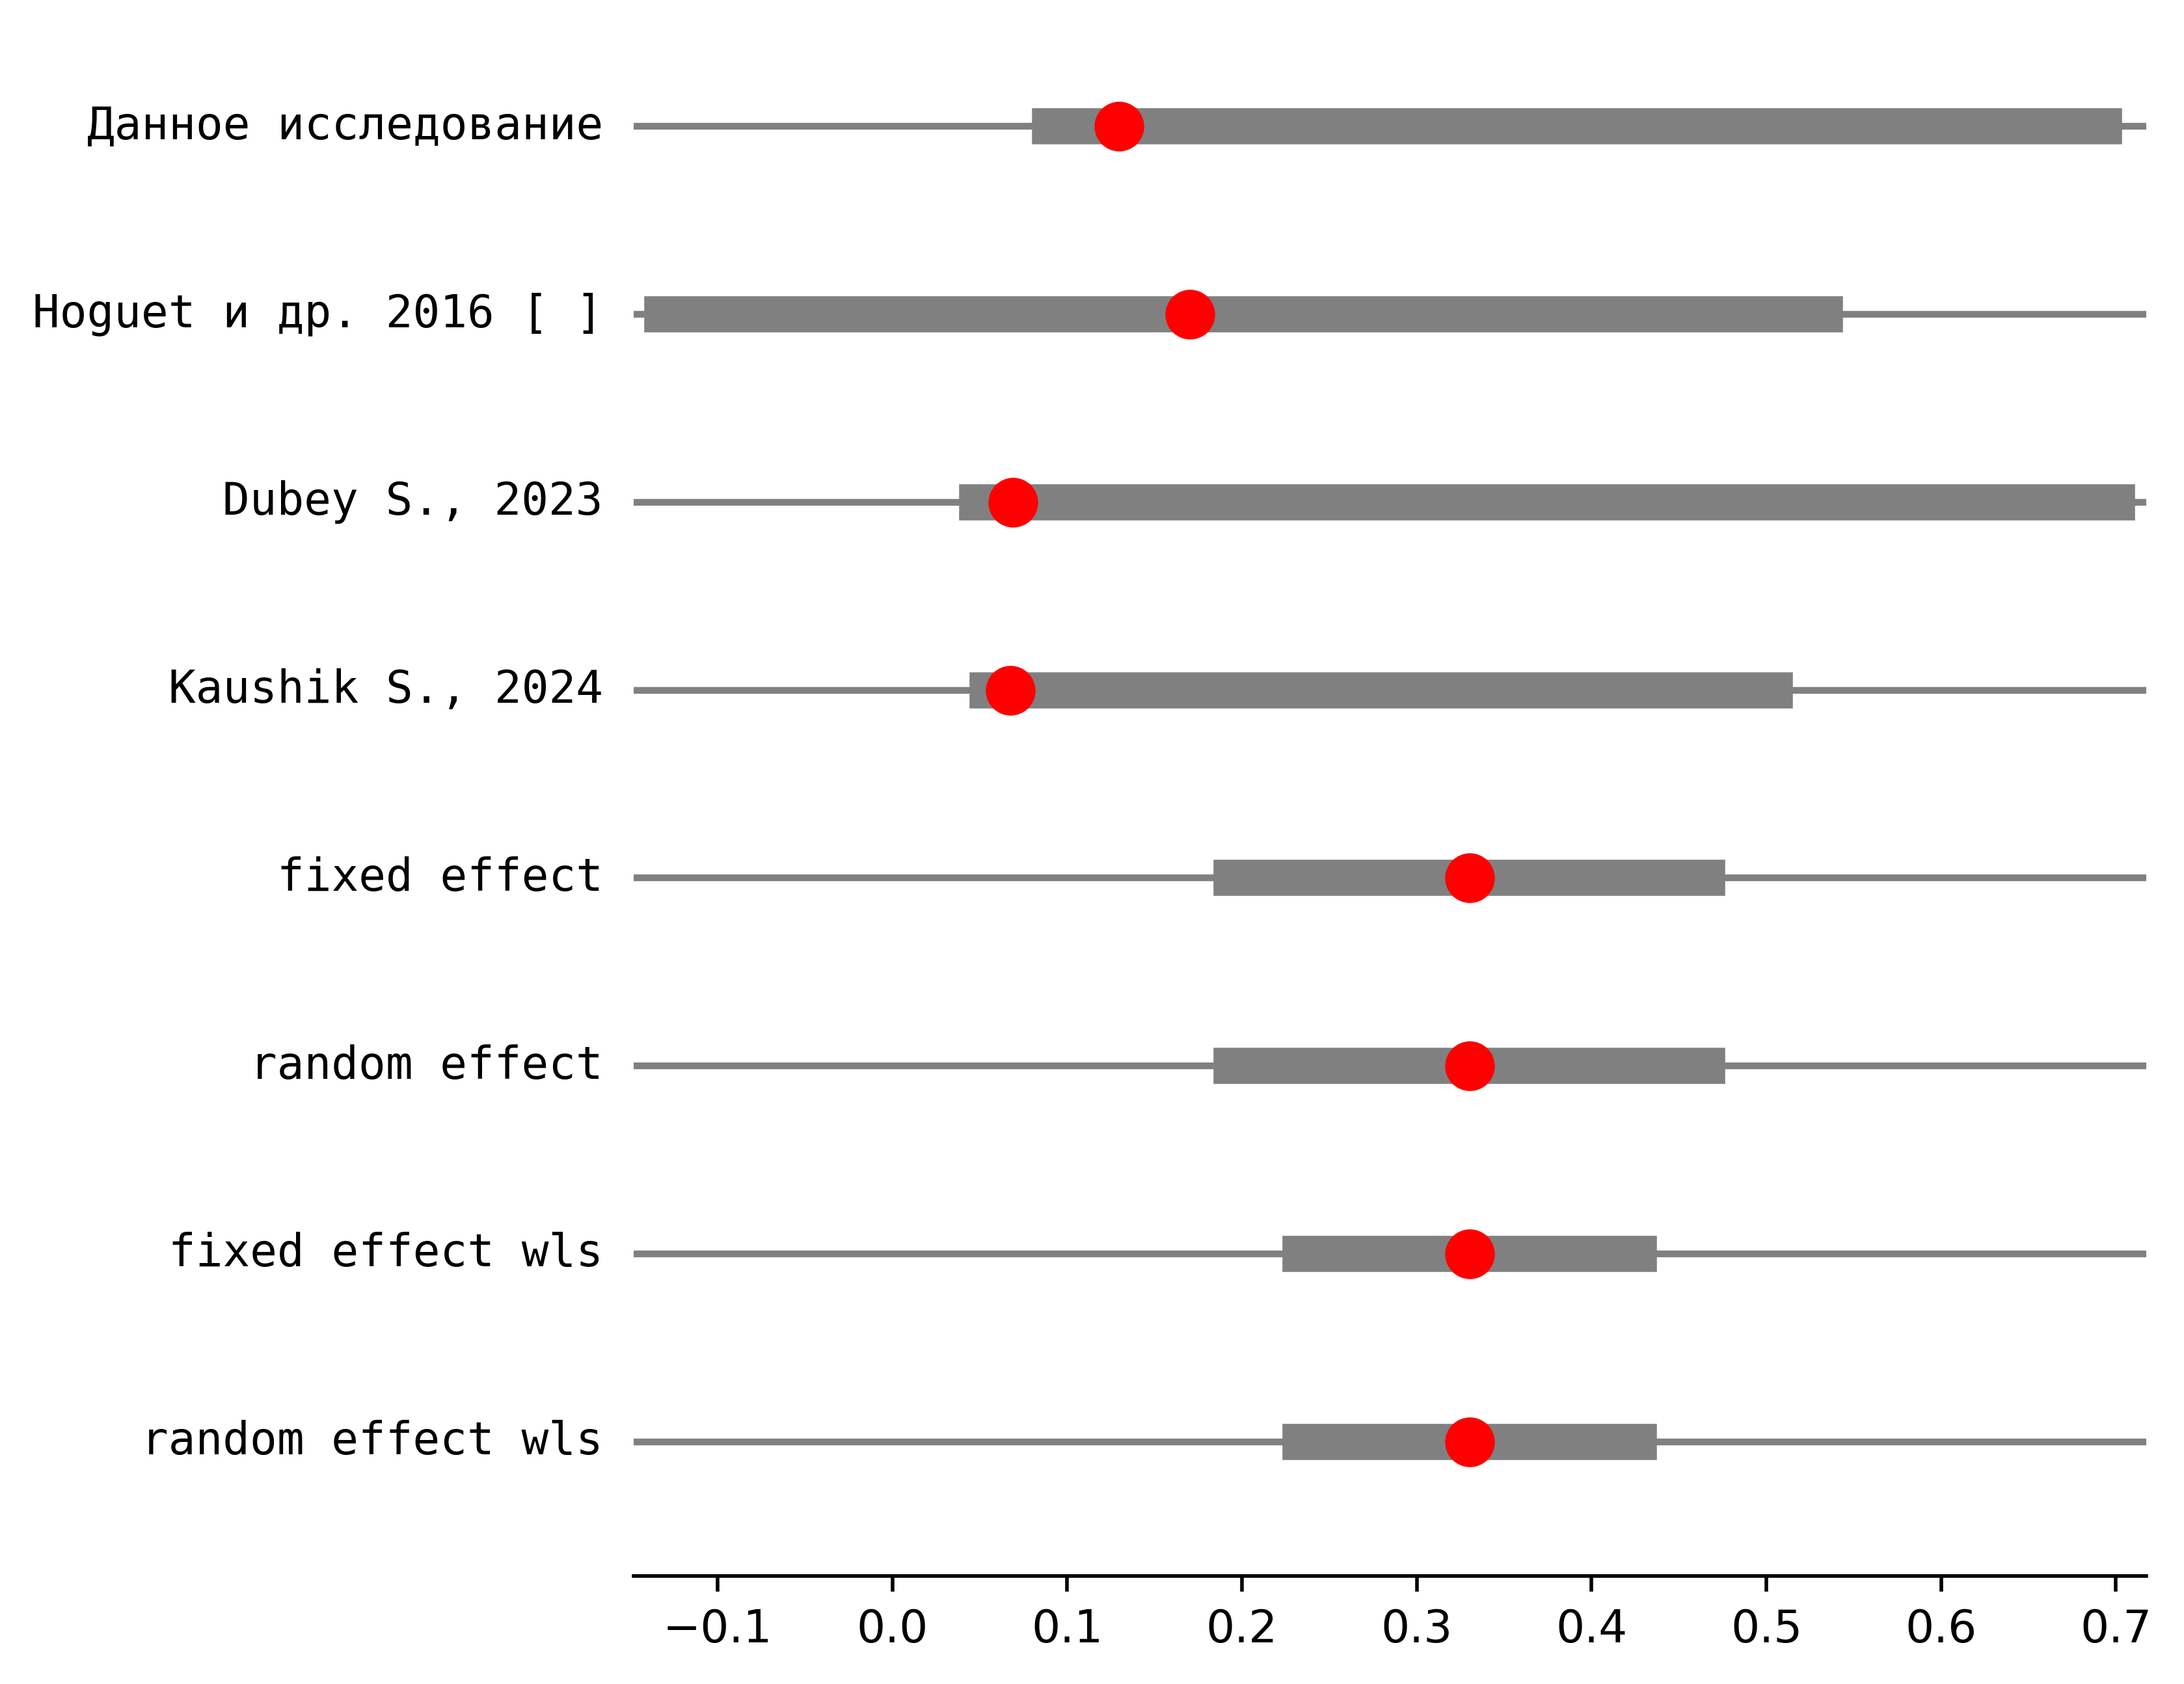 Данное исследование
Hoguet и др. 2016 [ ]
Dubey S., 2023
Kaushik S., 2024
fixed effect
random effect
fixed effect wls
random effect wls
−0.1 0.0 0.1 0.2 0.3 0.4 0.5 0.6 0.7